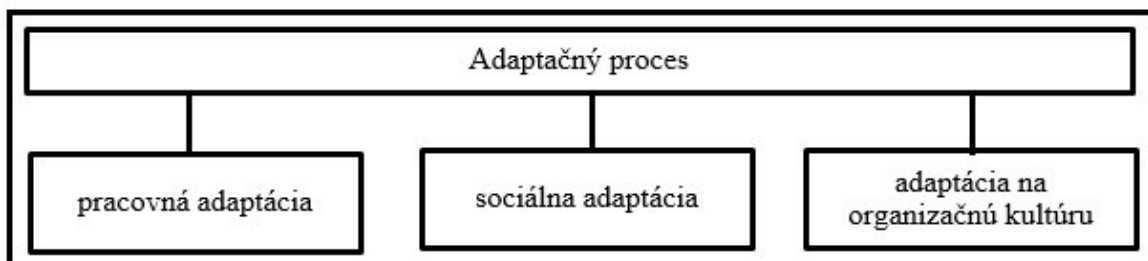 Adaptačný proces
pracovná adaptácia
sociálna adaptácia
adaptácia na
organizačnú kultúru